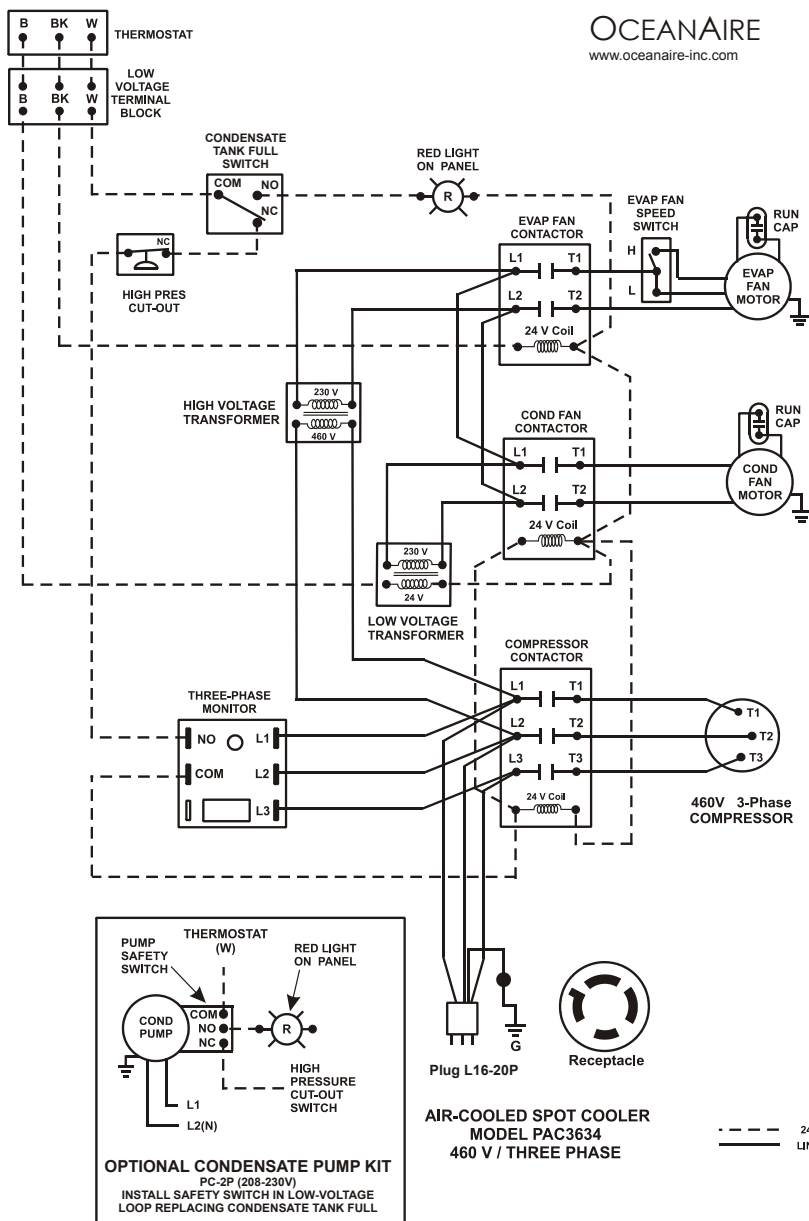 OCEANAIRE
www.oceanaire-inc.com
B BK W
THERMOSTAT
B BK W
LOW
VOLTAGE
TERMINAL
BLOCK
CONDENSATE
TANK FULL
SWITCH
COM
NO
NC
RED LIGHT
ON PANEL
R
NC
HIGH PRES
CUT-OUT
EVAP FAN
CONTACTOR
L1 T1
L2 T2
24 V Coil
EVAP FAN
SPEED
SWITCH
H
L
RUN
CAP
EVAP
FAN
MOTOR
HIGH VOLTAGE
TRANSFORMER
230 V
460 V
COND FAN
CONTACTOR
L1 T1
L2 T2
24 V Coil
RUN
CAP
COND
FAN
MOTOR
230 V
24 V
LOW VOLTAGE
TRANSFORMER
COMPRESSOR
CONTACTOR
L1 T1
L2 T2
L3 T3
24 V Coil
T1
T2
T3
460V 3-Phase
COMPRESSOR
THREE-PHASE
MONITOR
NO L1
COM L2
L3
PUMP
SAFETY
SWITCH
THERMOSTAT
(W)
RED LIGHT
ON PANEL
COND
PUMP
COM
NO
NC
R
HIGH
PRESSURE
CUT-OUT
SWITCH
L1
L2(N)
OPTIONAL CONDENSATE PUMP KIT
PC-2P (208-230V)
INSTALL SAFETY SWITCH IN LOW-VOLTAGE
LOOP REPLACING CONDENSATE TANK FULL
G
Plug L16-20P
Receptacle
AIR-COOLED SPOT COOLER
MODEL PAC3634
460 V / THREE PHASE
24